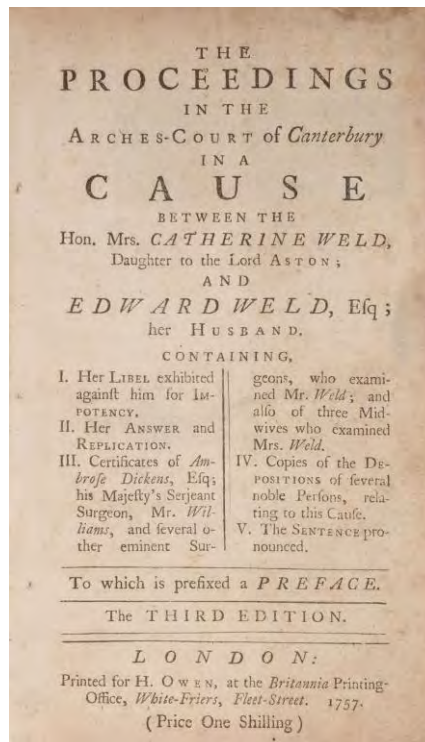 THE
PROCEEDINGS
IN THE
ARCHES-COURT of Canterbury
IN A
CAUSE
BETWEEN THE
Hon. Mrs. CATHERINE WELD,
Daughter to the Lord ASTON;
AND
EDWARD WELD, Eſq;
her HUSBAND.
CONTAINING,
I. Her LIBEL exhibited
againſt him for IM-
POTENCY.
II. Her ANSWER and
REPLICATION.
III. Certificates of Am-
broſe Dickens, Eſq;
his Majeſty's Serjeant
Surgeon, Mr. Wil-
liams, and ſeveral o-
ther eminent Sur-
geons, who exami-
ned Mr. Weld; and
alſo of three Mid-
wives who examined
Mrs. Weld.
IV. Copies of the DE-
POSITIONS of ſeveral
noble Perſons, rela-
ting to this Cauſe.
V. The SENTENCE pro-
nounced.
To which is prefixed a PREFACE.
The THIRD EDITION.
LONDON:
Printed for H. OWEN, at the Britannia Printing-
Office, White-Friers, Fleet-Street. 1757.
(Price One Shilling)